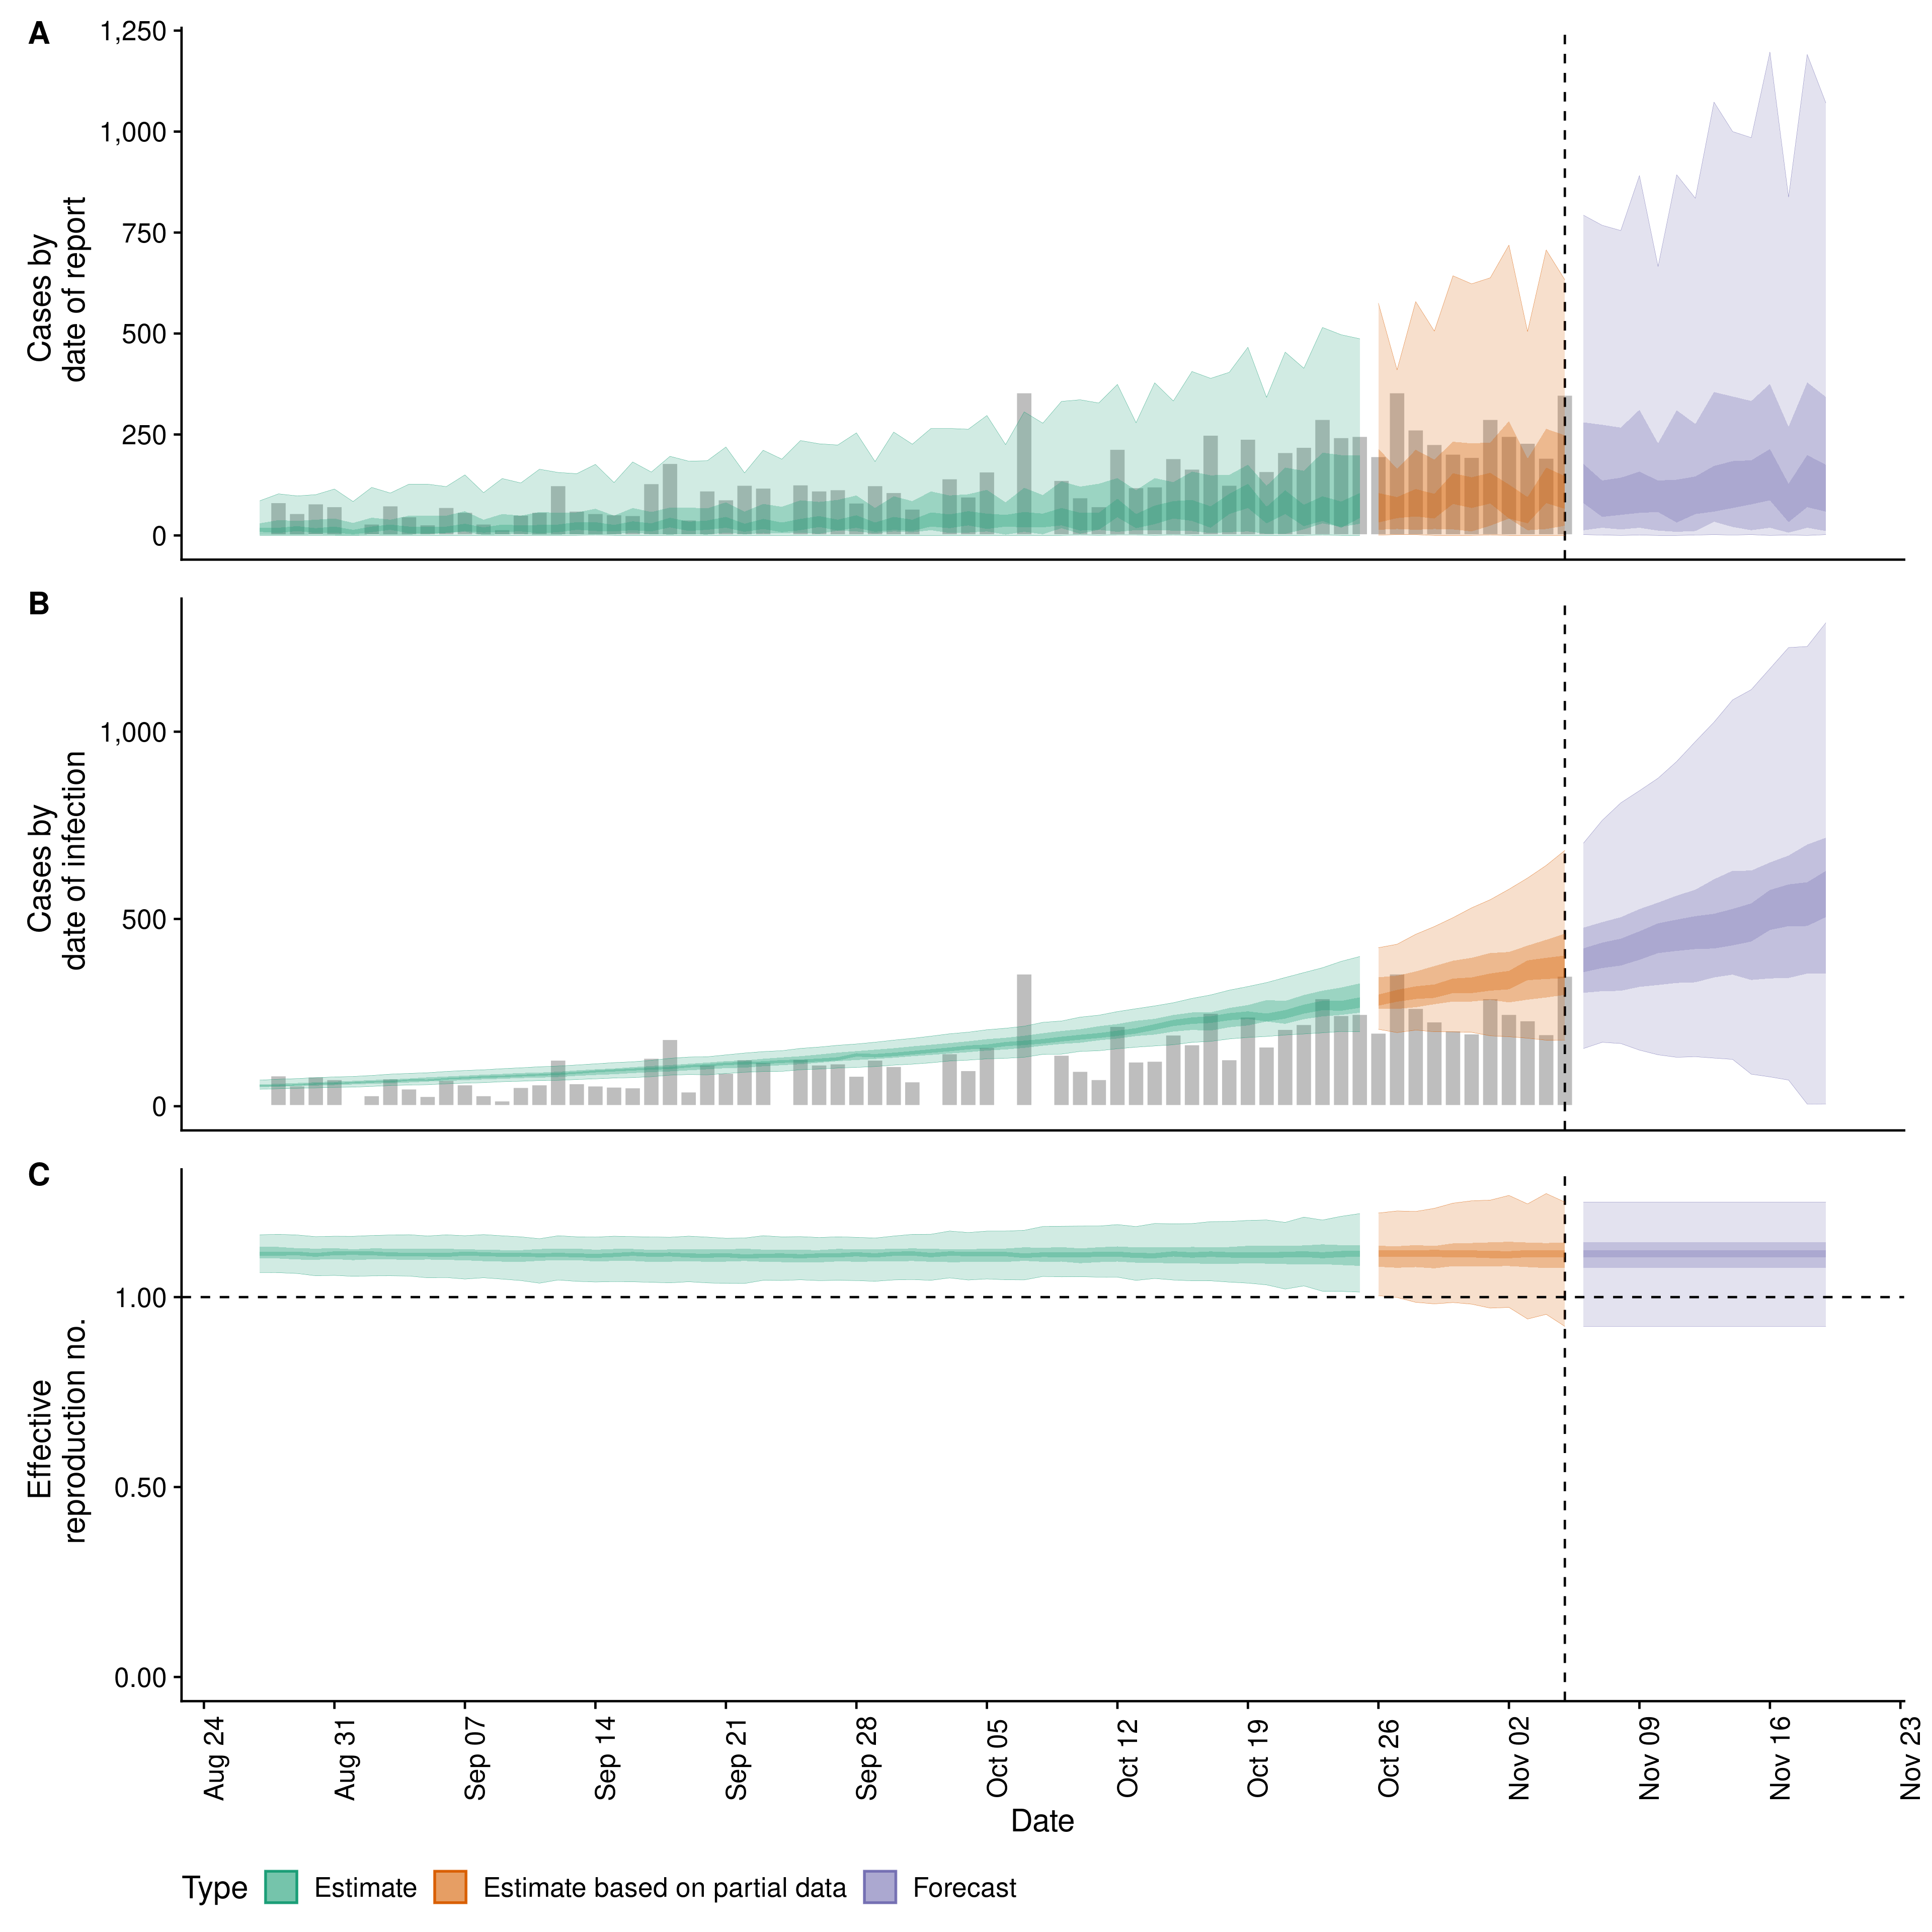 A
1,250
1,000
750
500
250
0
Cases by
date of report
B
1,000
500
0
Cases by
date of infection
C
1.00
0.50
0.00
Effective
reproduction no.
Aug 24
Aug 31
Sep 07
Sep 14
Sep 21
Sep 28
Oct 05
Oct 12
Oct 19
Oct 26
Nov 02
Nov 09
Nov 16
Nov 23
Date
Type Estimate Estimate based on partial data Forecast